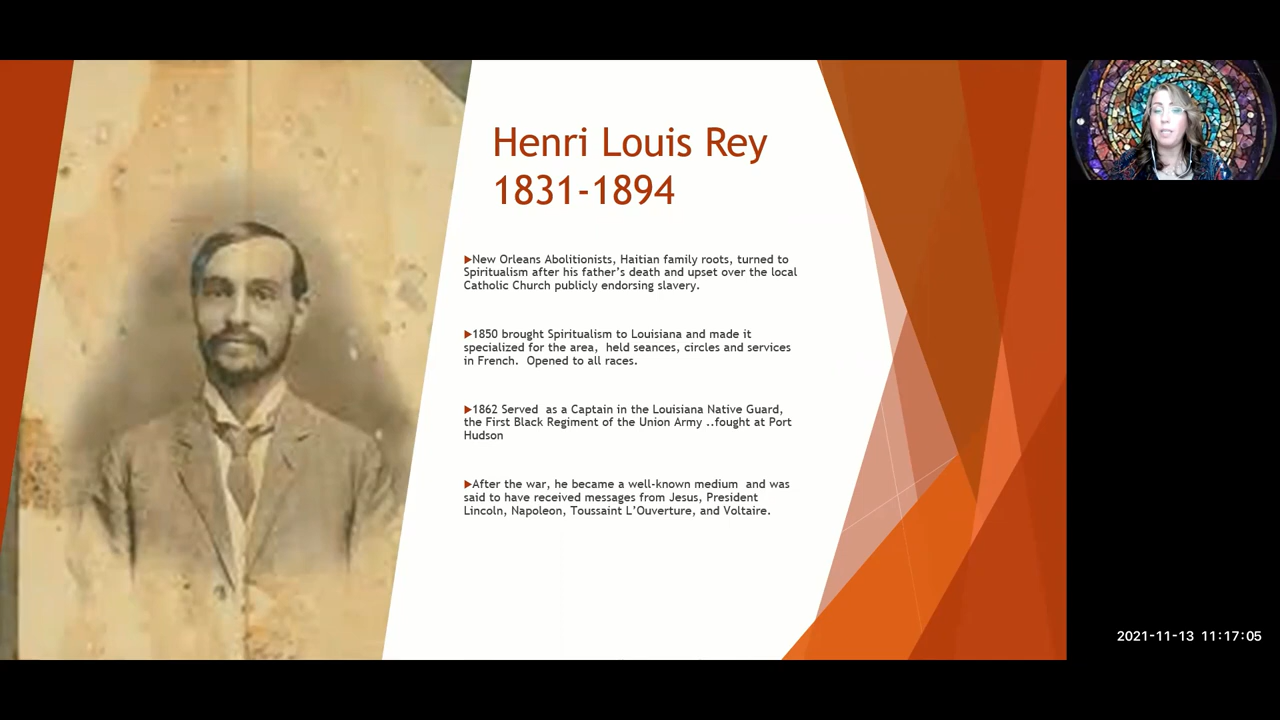 Henri Louis Rey
1831-1894
▶New Orleans Abolitionists, Haitian family roots, turned to
Spiritualism after his father's death and upset over the local
Catholic Church publicly endorsing slavery.
▶1850 brought Spiritualism to Louisiana and made it
specialized for the area,  held seances, circles and services
in French.  Opened to all races.
▶1862 Served  as a Captain in the Louisiana Native Guard,
the First Black Regiment of the Union Army ..fought at Port
Hudson
▶After the war, he became a well-known medium  and was
said to have received messages from Jesus, President
Lincoln, Napoleon, Toussaint L'Ouverture, and Voltaire.
2021-11-13 11:17:05